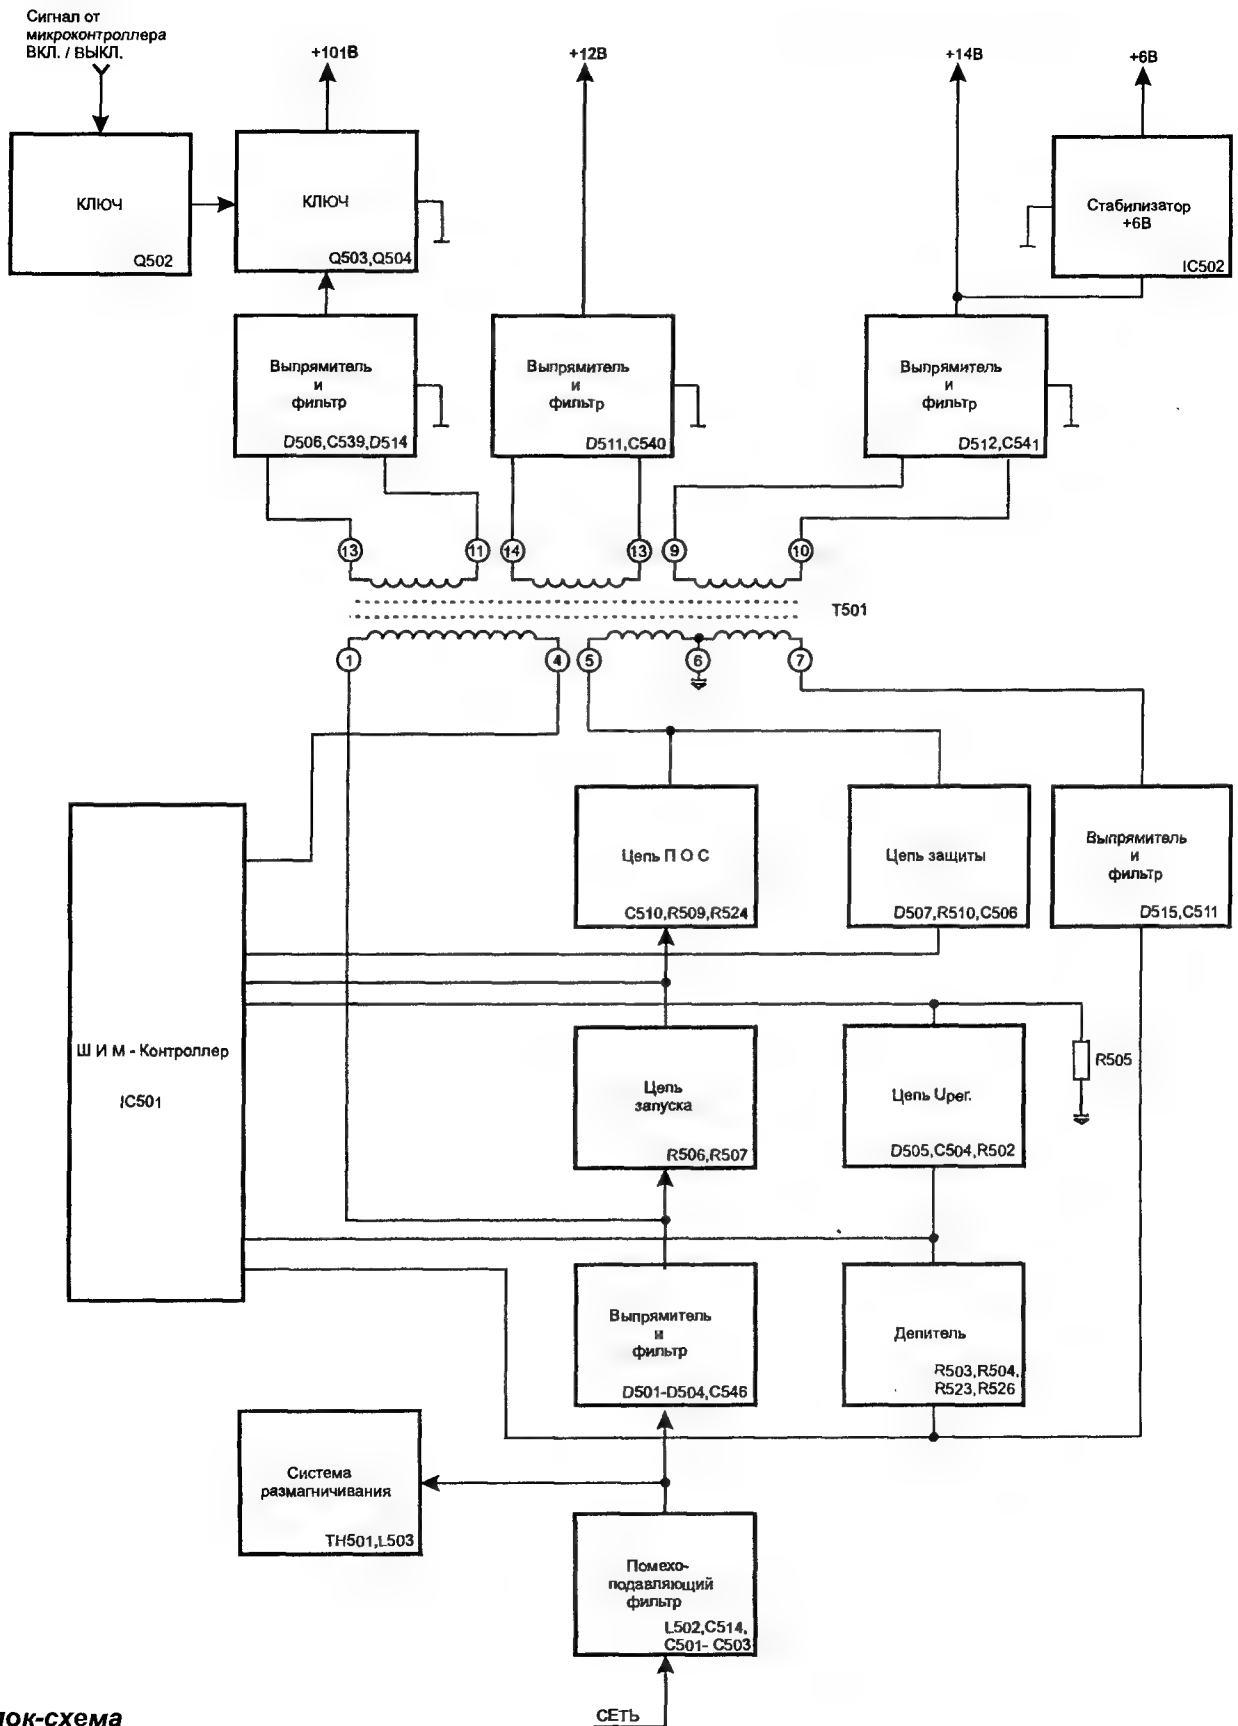 Сигнал от
микроконтроллера
ВКЛ. / ВЫКЛ.
+101В
+12В
+14В
+6В
КЛЮЧ
Q502
КЛЮЧ
Q503,Q504
Стабилизатор
+6В
IC502
Выпрямитель
и
фильтр
D506,C539,D514
Выпрямитель
и
фильтр
D511,C540
Выпрямитель
и
фильтр
D512,C541
13
11
14
13
9
10
T501
1
4
5
6
7
Цепь П О С
C510,R509,R524
Цепь защиты
D507,R510,C506
Выпрямитель
и
фильтр
D515,C511
Ш И М - Контроллер
IC501
Цепь
запуска
R506,R507
Цепь Uрег.
D505,C504,R502
R505
Выпрямитель
и
фильтр
D501-D504,C546
Депитель
R503,R504,
R523,R526
Система
размагничивания
TH501,L503
Помехо-
подавляющий
фильтр
L502,C514,
C501- C503
СЕТЬ
лок-схема